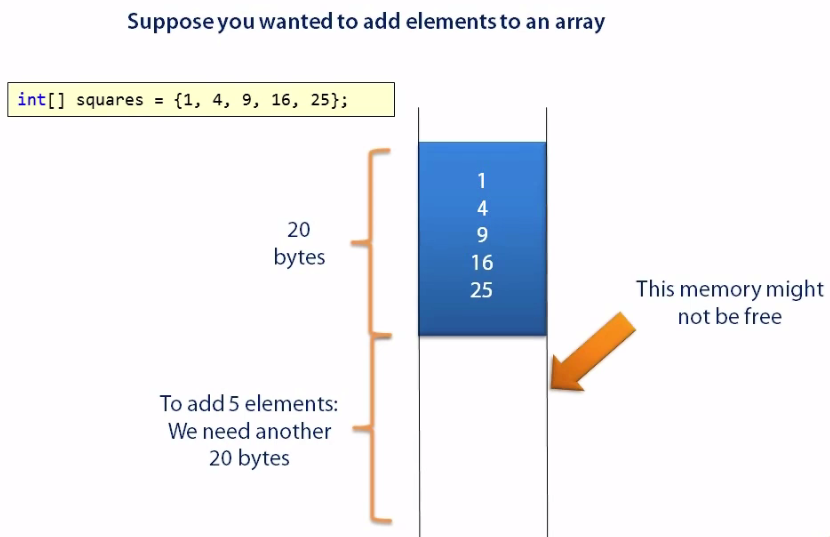 Suppose you wanted to add elements to an array
int[] squares = {1, 4, 9, 16, 25};
1
4
9
16
25
20
bytes
This memory might
not be free
To add 5 elements:
We need another
20 bytes